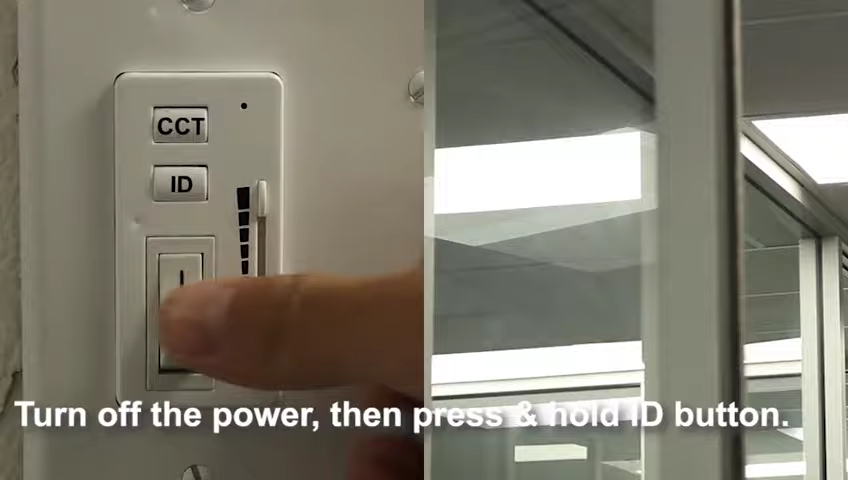 CCT
ID
Turn off the power, then press & hold ID button.